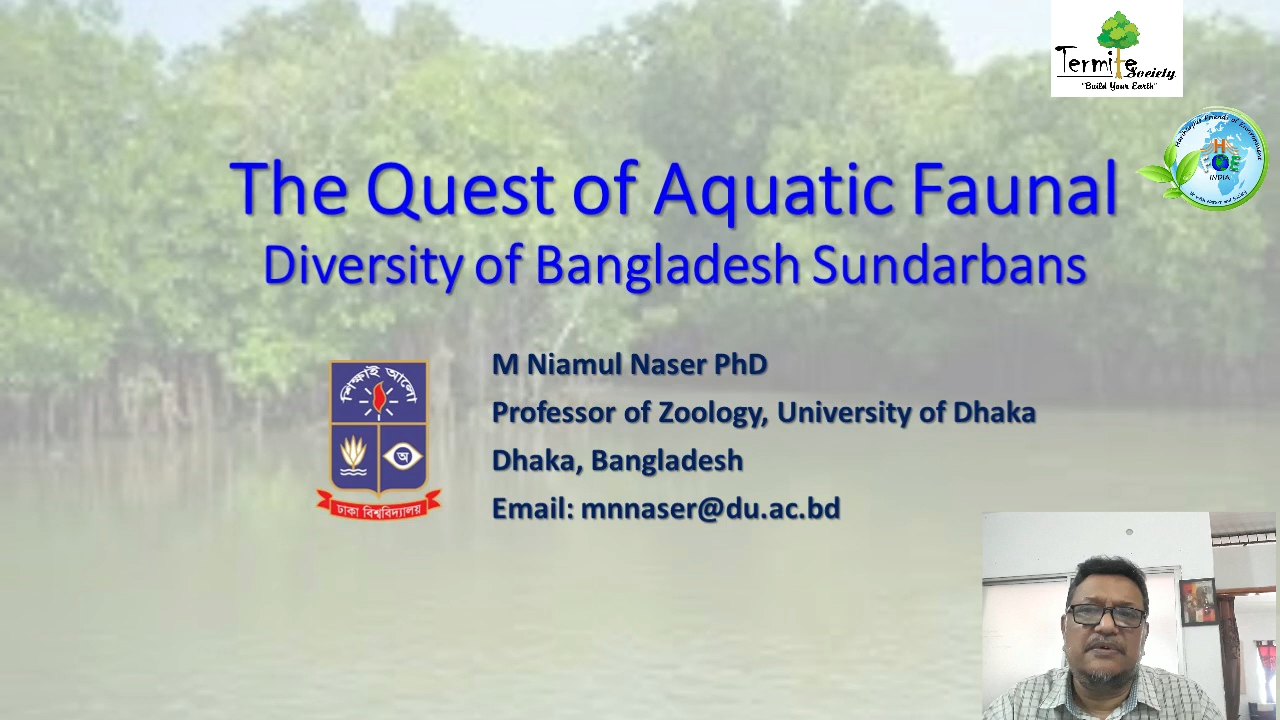 Termite
Society
"Build Your Earth"
H
INDIA
The Quest of Aquatic Faunal
Diversity of Bangladesh Sundarbans
শিক্ষাই আলো
অ
ঢাকা বিশ্ববিদ্যালয়
M Niamul Naser PhD
Professor of Zoology, University of Dhaka
Dhaka, Bangladesh
Email: mnnaser@du.ac.bd